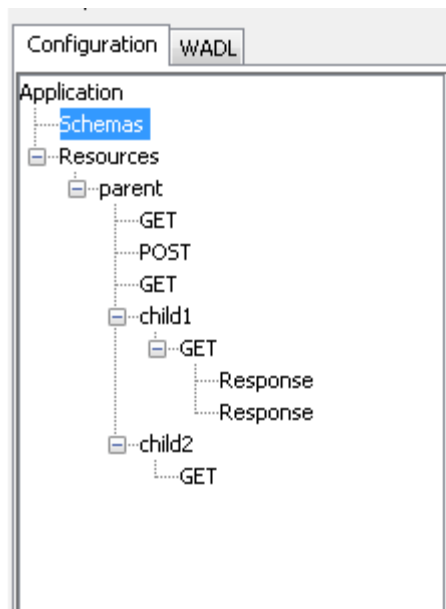 Configuration WADL
Application
Schemas
Resources
parent
GET
POST
GET
child1
GET
Response
Response
child2
GET